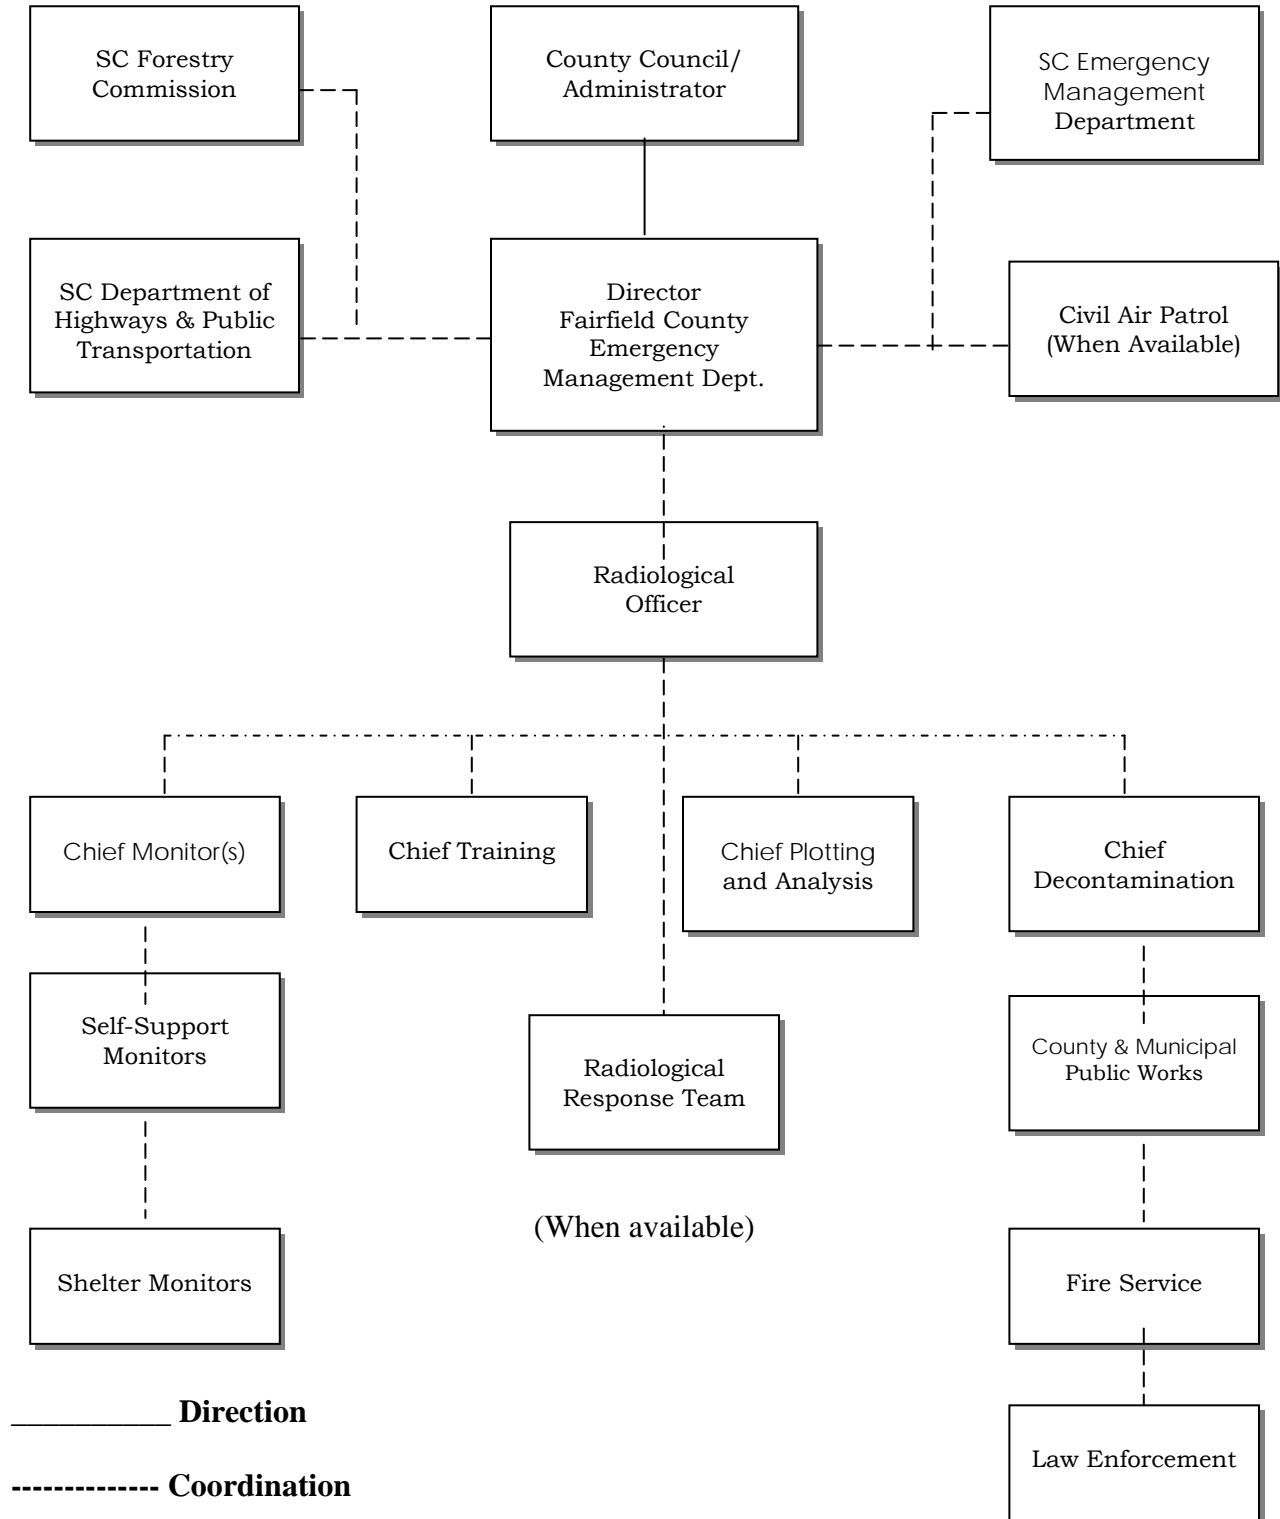 SC Forestry
Commission
County Council/
Administrator
SC Emergency
Management
Department
SC Department of
Highways & Public
Transportation
Director
Fairfield County
Emergency
Management Dept.
Civil Air Patrol
(When Available)
Radiological
Officer
Chief Monitor(s)
Chief Training
Chief Plotting
and Analysis
Chief
Decontamination
Self-Support
Monitors
Radiological
Response Team
County & Municipal
Public Works
(When available)
Shelter Monitors
Fire Service
__________ Direction
Law Enforcement
-------------- Coordination